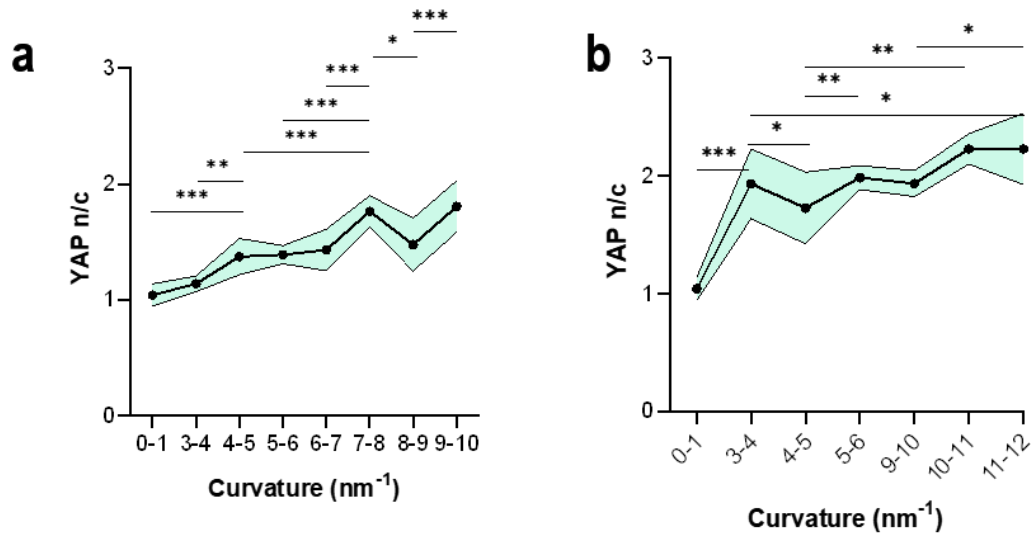 a
***
*
***
***
***
**
***
3
2
1
0
YAP n/c
0-1 3-4 4-5 5-6 6-7 7-8 8-9 9-10
Curvature (nm-1)
b
*
**
**
*
*
***
3
2
1
0
YAP n/c
0-1 3-4 4-5 5-6 9-10 10-11 11-12
Curvature (nm-1)